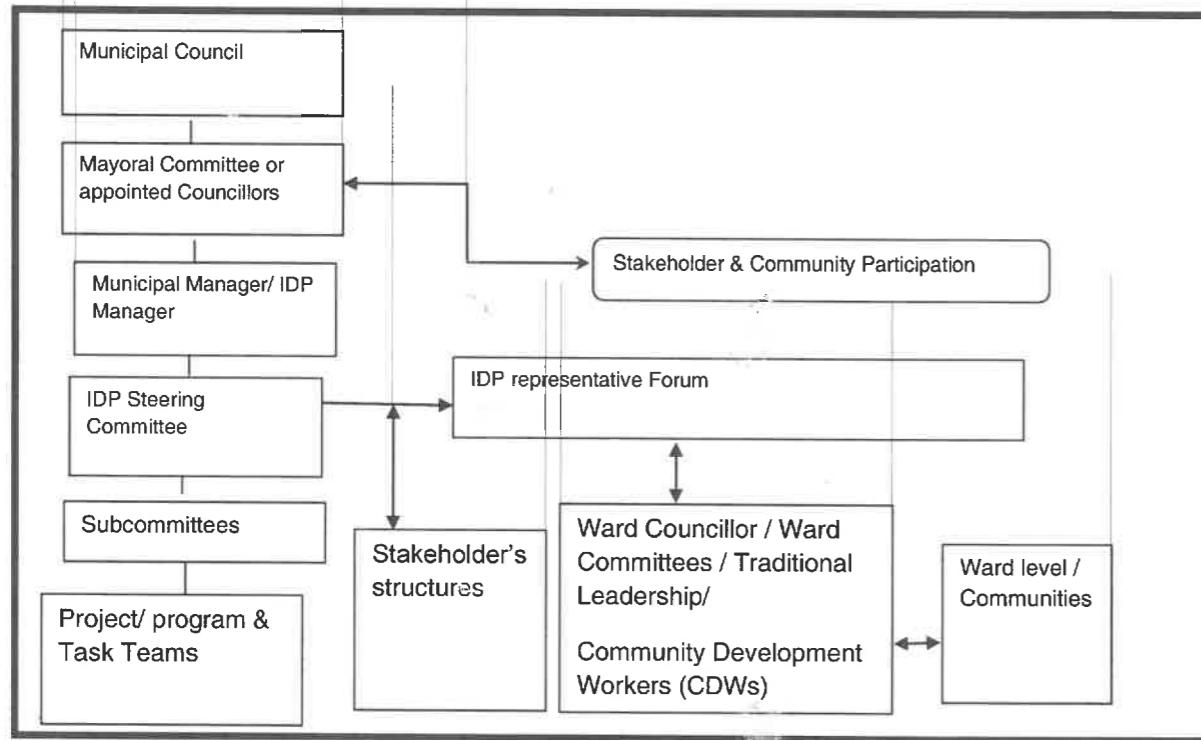 Municipal Council
Mayoral Committee or
appointed Councillors
Stakeholder & Community Participation
Municipal Manager/ IDP
Manager
IDP representative Forum
IDP Steering
Committee
Subcommittees
Stakeholder's
structures
Ward Councillor / Ward
Committees / Traditional
Leadership/
Community Development
Workers (CDWs)
Ward level /
Communities
Project/ program &
Task Teams